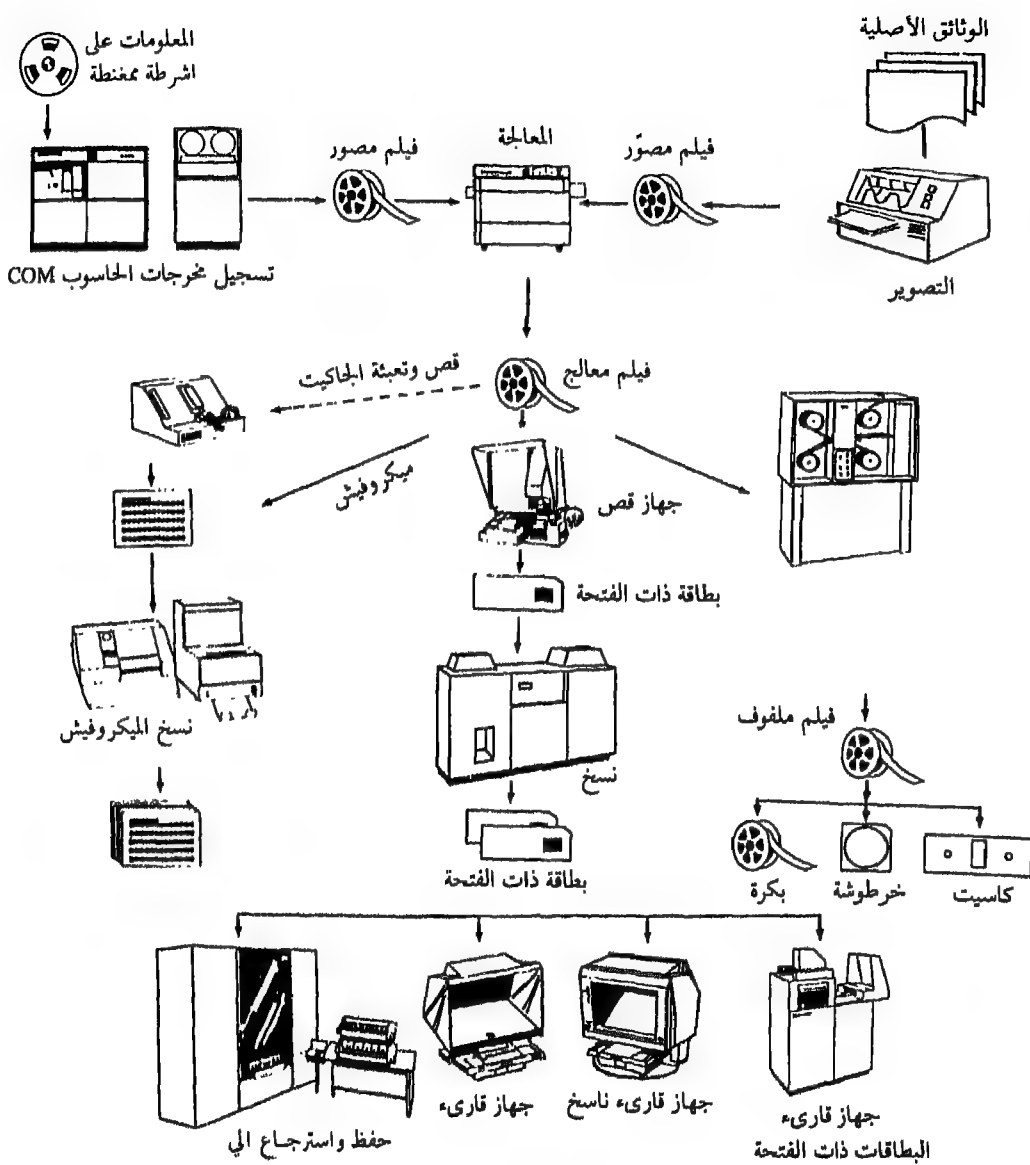 الوثائق الأصلية
المعلومات على
اشرطة ممغنطة
فيلم مصوّر
المعالجة
فيلم مصور
التصوير
تسجيل مخرجات الحاسوب COM
فيلم معالج
قص وتعبئة الجاكيت
ميكروفيش
جهاز قص
بطاقة ذات الفتحة
فيلم ملفوف
نسخ الميكروفيش
نسخ
كاسيت
خرطوشة
بكرة
بطاقة ذات الفتحة
جهاز قارىء
البطاقات ذات الفتحة
جهاز قارىء ناسخ
جهاز قارىء
حفظ واسترجاع الي